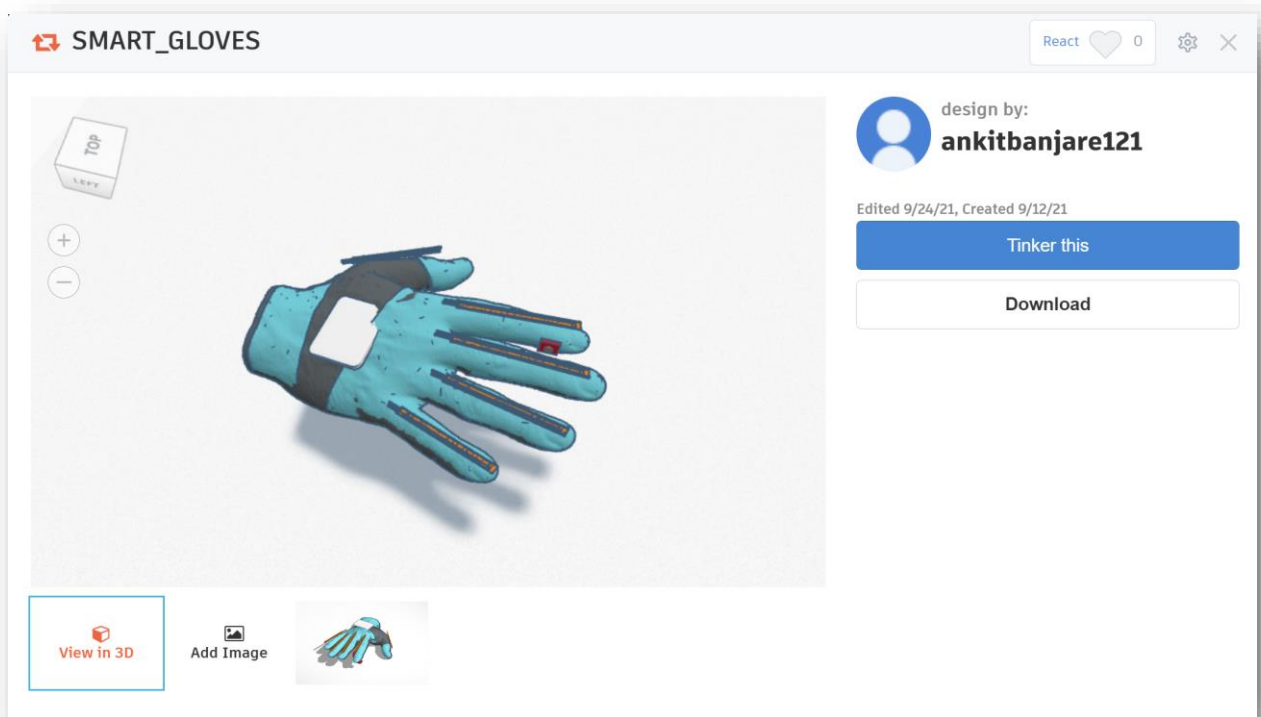 SMART_GLOVES
React 0
TOP
LEFT
design by:
ankitbanjare121
Edited 9/24/21, Created 9/12/21
Tinker this
Download
View in 3D
Add Image